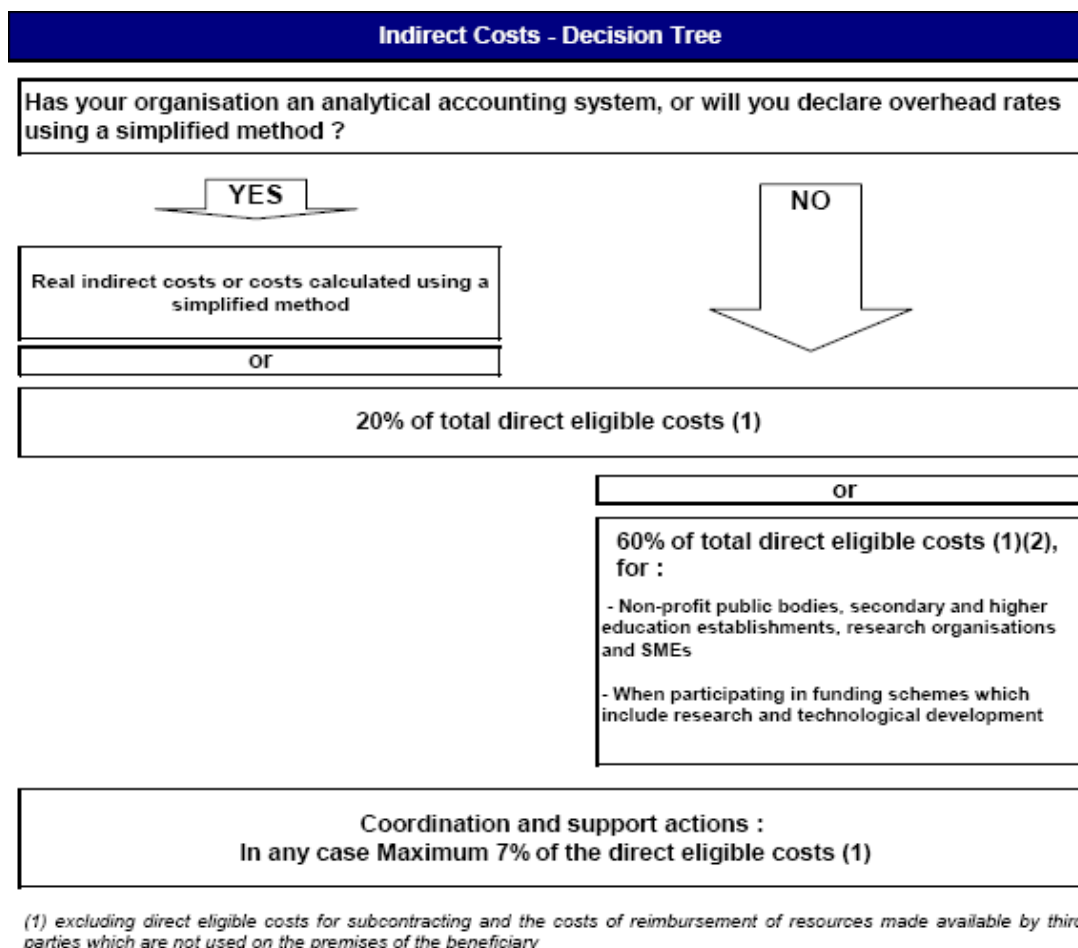 Indirect Costs - Decision Tree
Has your organisation an analytical accounting system, or will you declare overhead rates
using a simplified method ?
YES
NO
Real indirect costs or costs calculated using a
simplified method
or
20% of total direct eligible costs (1)
or
60% of total direct eligible costs (1)(2),
for :
- Non-profit public bodies, secondary and higher
education establishments, research organisations
and SMEs
- When participating in funding schemes which
include research and technological development
Coordination and support actions :
In any case Maximum 7% of the direct eligible costs (1)
(1) excluding direct eligible costs for subcontracting and the costs of reimbursement of resources made available by third
parties which are not used on the premises of the beneficiary